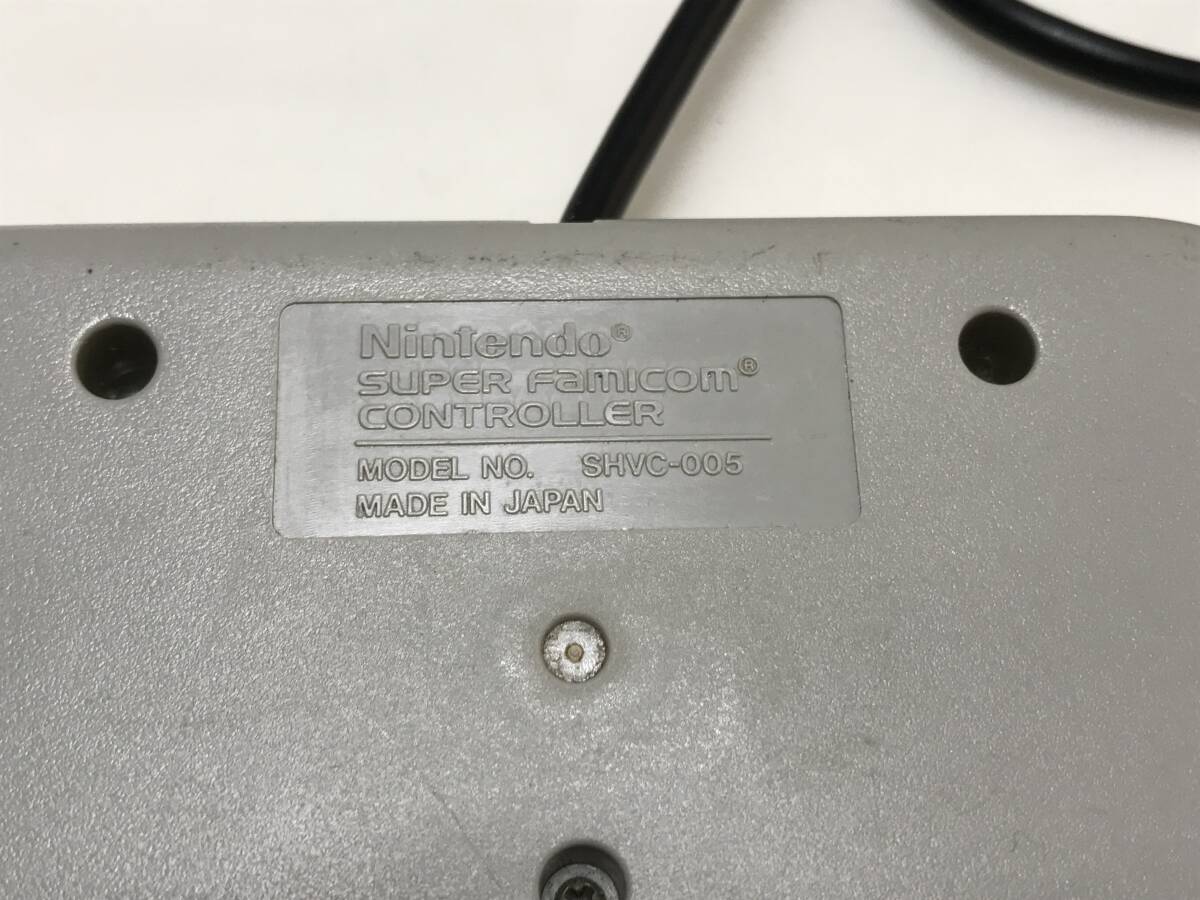 Nintendo®
SUPER FAMICOM®
CONTROLLER
MODEL NO. SHVC-005
MADE IN JAPAN